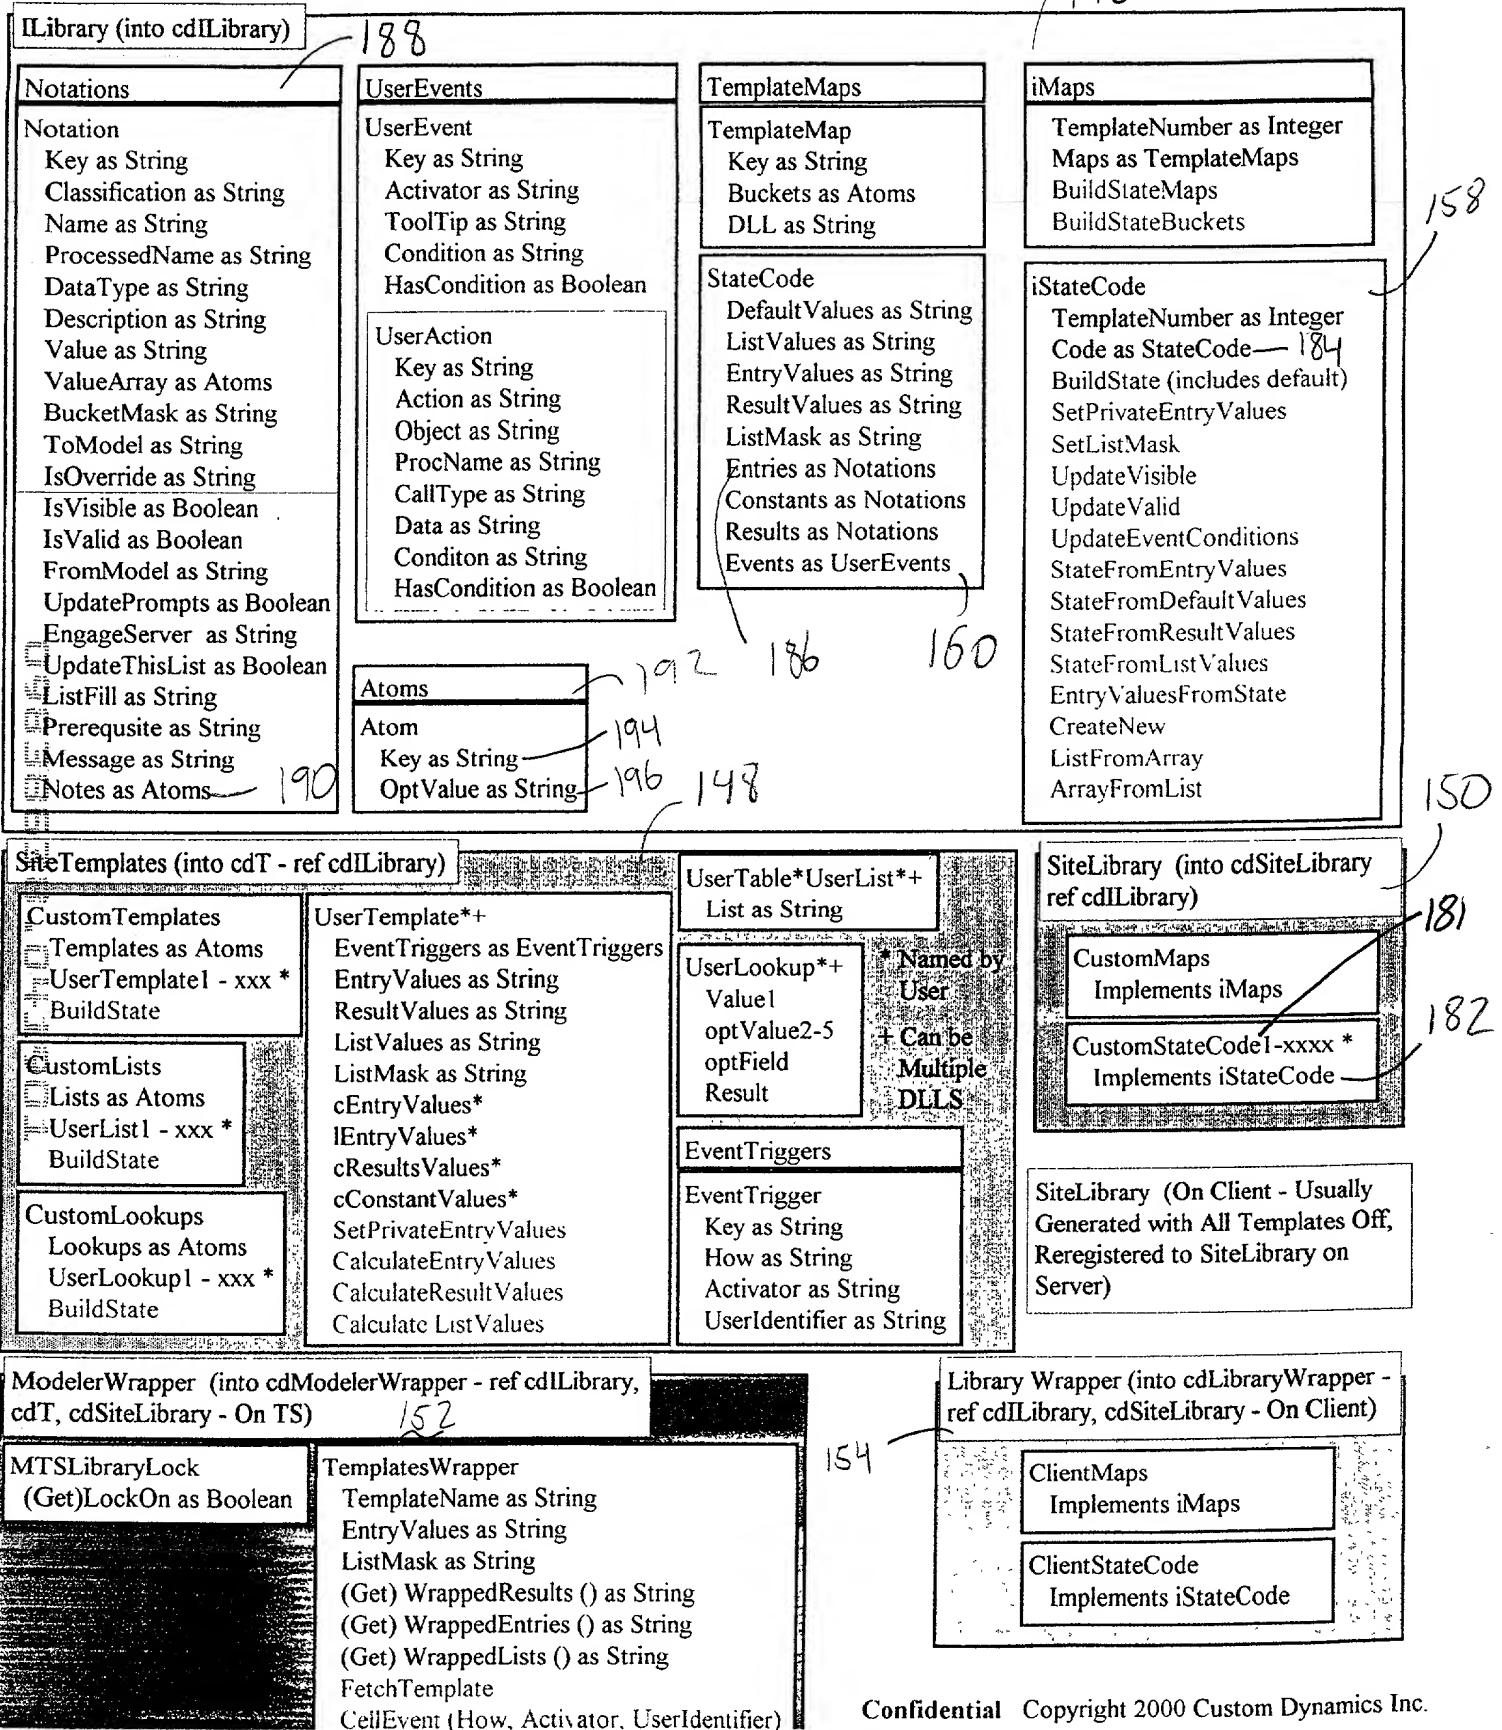 ILibrary (into cdILibrary)
188
Notations
Notation
Key as String
Classification as String
Name as String
ProcessedName as String
DataType as String
Description as String
Value as String
ValueArray as Atoms
BucketMask as String
ToModel as String
IsOverride as String
IsVisible as Boolean
IsValid as Boolean
FromModel as String
UpdatePrompts as Boolean
EngageServer as String
UpdateThisList as Boolean
ListFill as String
Prerequsite as String
Message as String
Notes as Atoms 190
UserEvents
UserEvent
Key as String
Activator as String
ToolTip as String
Condition as String
HasCondition as Boolean
UserAction
Key as String
Action as String
Object as String
ProcName as String
CallType as String
Data as String
Conditon as String
HasCondition as Boolean
Atoms 192
Atom
Key as String 194
OptValue as String 196
TemplateMaps
TemplateMap
Key as String
Buckets as Atoms
DLL as String
StateCode
DefaultValues as String
ListValues as String
EntryValues as String
ResultValues as String
ListMask as String
Entries as Notations
Constants as Notations
Results as Notations
Events as UserEvents
186
160
iMaps
TemplateNumber as Integer
Maps as TemplateMaps
BuildStateMaps
BuildStateBuckets
158
iStateCode
TemplateNumber as Integer
Code as StateCode 184
BuildState (includes default)
SetPrivateEntryValues
SetListMask
UpdateVisible
UpdateValid
UpdateEventConditions
StateFromEntryValues
StateFromDefaultValues
StateFromResultValues
StateFromListValues
EntryValuesFromState
CreateNew
ListFromArray
ArrayFromList
148
SiteTemplates (into cdT - ref cdILibrary)
CustomTemplates
Templates as Atoms
UserTemplate1 - xxx *
BuildState
CustomLists
Lists as Atoms
UserList1 - xxx *
BuildState
CustomLookups
Lookups as Atoms
UserLookup1 - xxx *
BuildState
UserTemplate*+
EventTriggers as EventTriggers
EntryValues as String
ResultValues as String
ListValues as String
ListMask as String
cEntryValues*
lEntryValues*
cResultsValues*
cConstantValues*
SetPrivateEntryValues
CalculateEntryValues
CalculateResultValues
Calculate ListValues
UserTable*UserList*+
List as String
UserLookup*+
Value1
optValue2-5
optField
Result
* Named by
User
+ Can be
Multiple
DLLS
EventTriggers
EventTrigger
Key as String
How as String
Activator as String
UserIdentifier as String
150
SiteLibrary (into cdSiteLibrary
ref cdILibrary)
181
CustomMaps
Implements iMaps
CustomStateCode1-xxxx *
Implements iStateCode
182
SiteLibrary (On Client - Usually
Generated with All Templates Off,
Reregistered to SiteLibrary on
Server)
ModelerWrapper (into cdModelerWrapper - ref cdILibrary,
cdT, cdSiteLibrary - On TS) 152
MTSLibraryLock
(Get)LockOn as Boolean
TemplatesWrapper
TemplateName as String
EntryValues as String
ListMask as String
(Get) WrappedResults () as String
(Get) WrappedEntries () as String
(Get) WrappedLists () as String
FetchTemplate
CellEvent (How, Activator, UserIdentifier)
Library Wrapper (into cdLibraryWrapper -
ref cdILibrary, cdSiteLibrary - On Client)
154
ClientMaps
Implements iMaps
ClientStateCode
Implements iStateCode
Confidential Copyright 2000 Custom Dynamics Inc.